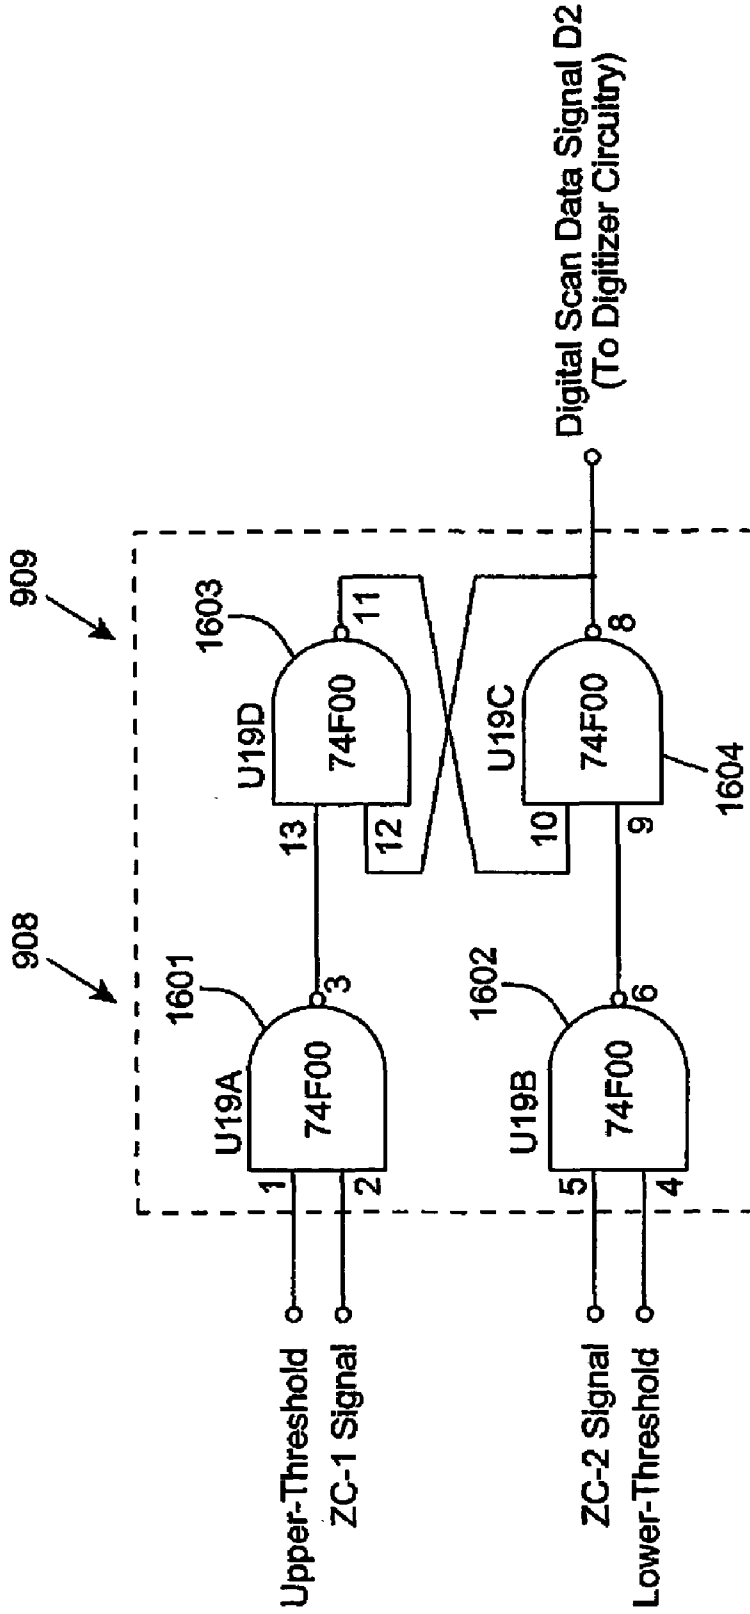 908
909
1601
1603
U19A
U19D
Upper-Threshold
1
74F00
3
13
74F00
11
ZC-1 Signal
2
12
1602
U19B
U19C
ZC-2 Signal
5
74F00
6
10
74F00
8
Digital Scan Data Signal D2
(To Digitizer Circuitry)
Lower-Threshold
4
9
1604